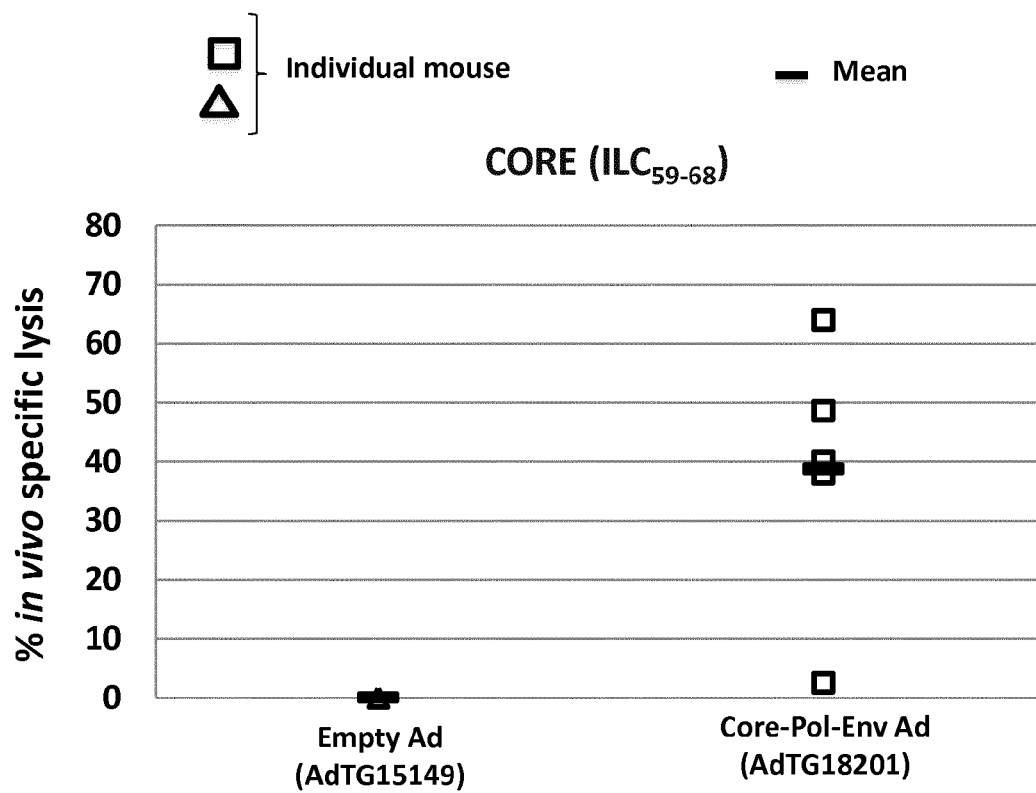 Individual mouse
Mean
CORE (ILC59-68)
% in vivo specific lysis
80
70
60
50
40
30
20
10
0
Empty Ad
(AdTG15149)
Core-Pol-Env Ad
(AdTG18201)